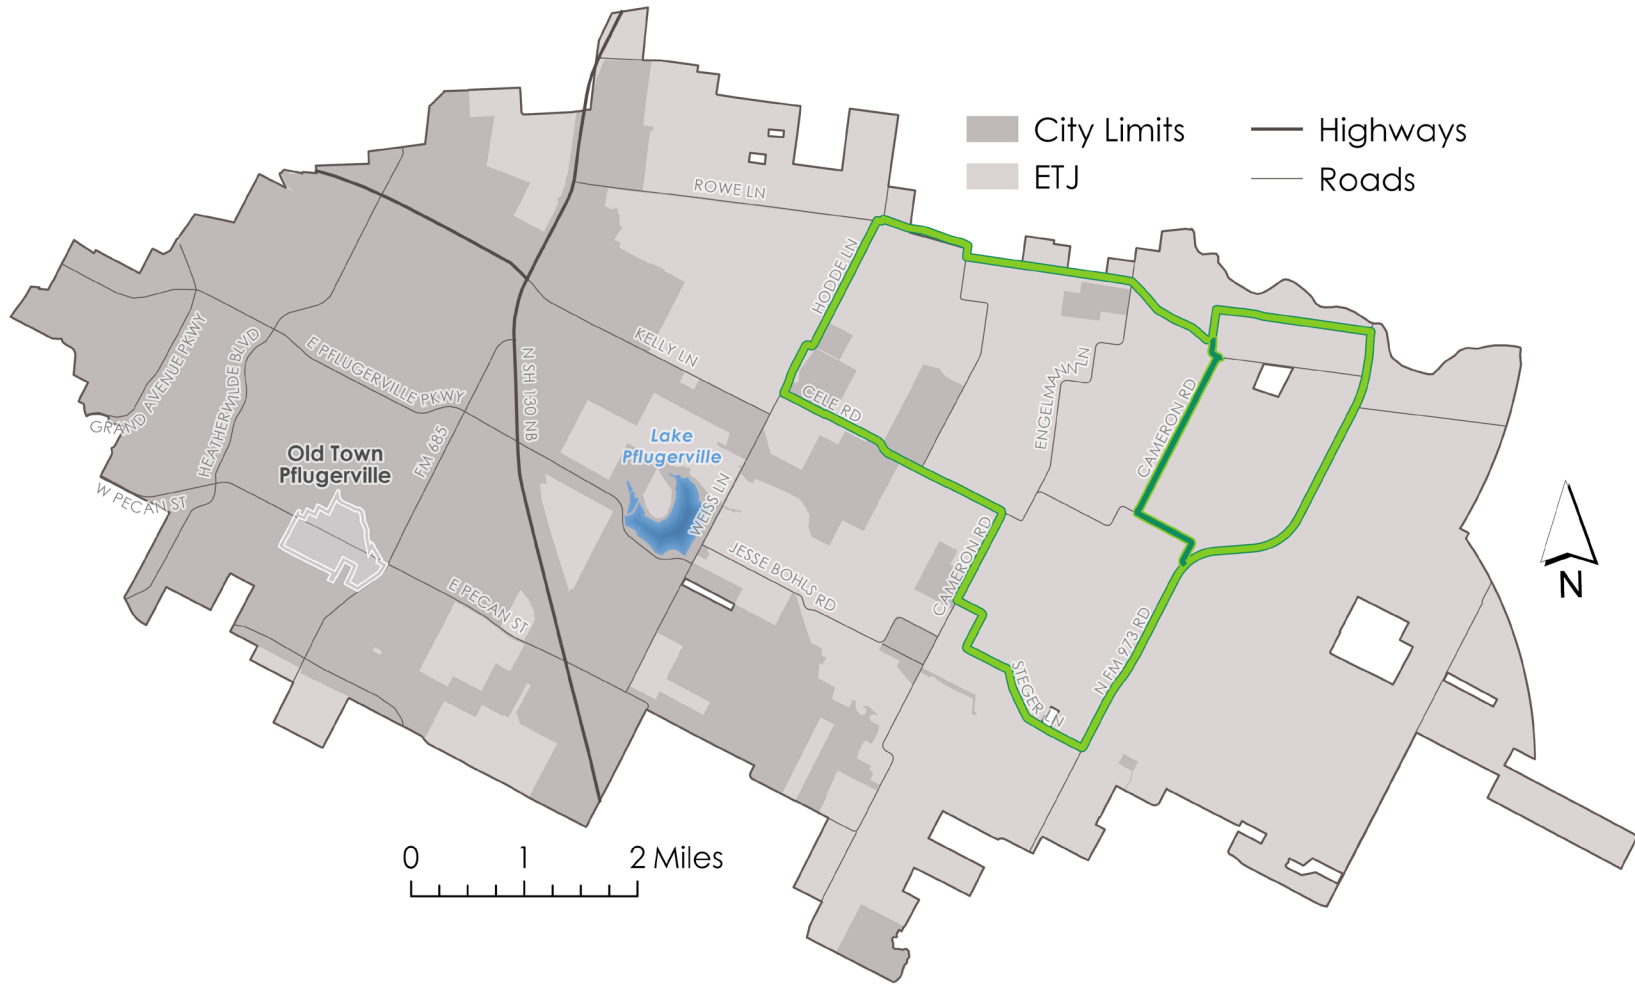 City Limits
Highways
ETJ
Roads
ROWE LN
HODDE LN
KELLY LN
E PFLUGERVILLE PKWY
GRAND AVENUE PKWY
HEATHERWILDE BLVD
N SH 130 NB
FM 685
CELE RD
ENGELMANN LN
CAMERON RD
Lake
Pflugerville
Old Town
Pflugerville
W PECAN ST
WEISS LN
JESSE BOHLS RD
CAMERON RD
E PECAN ST
STEGER LN
N FM 973 RD
N
0 1 2 Miles